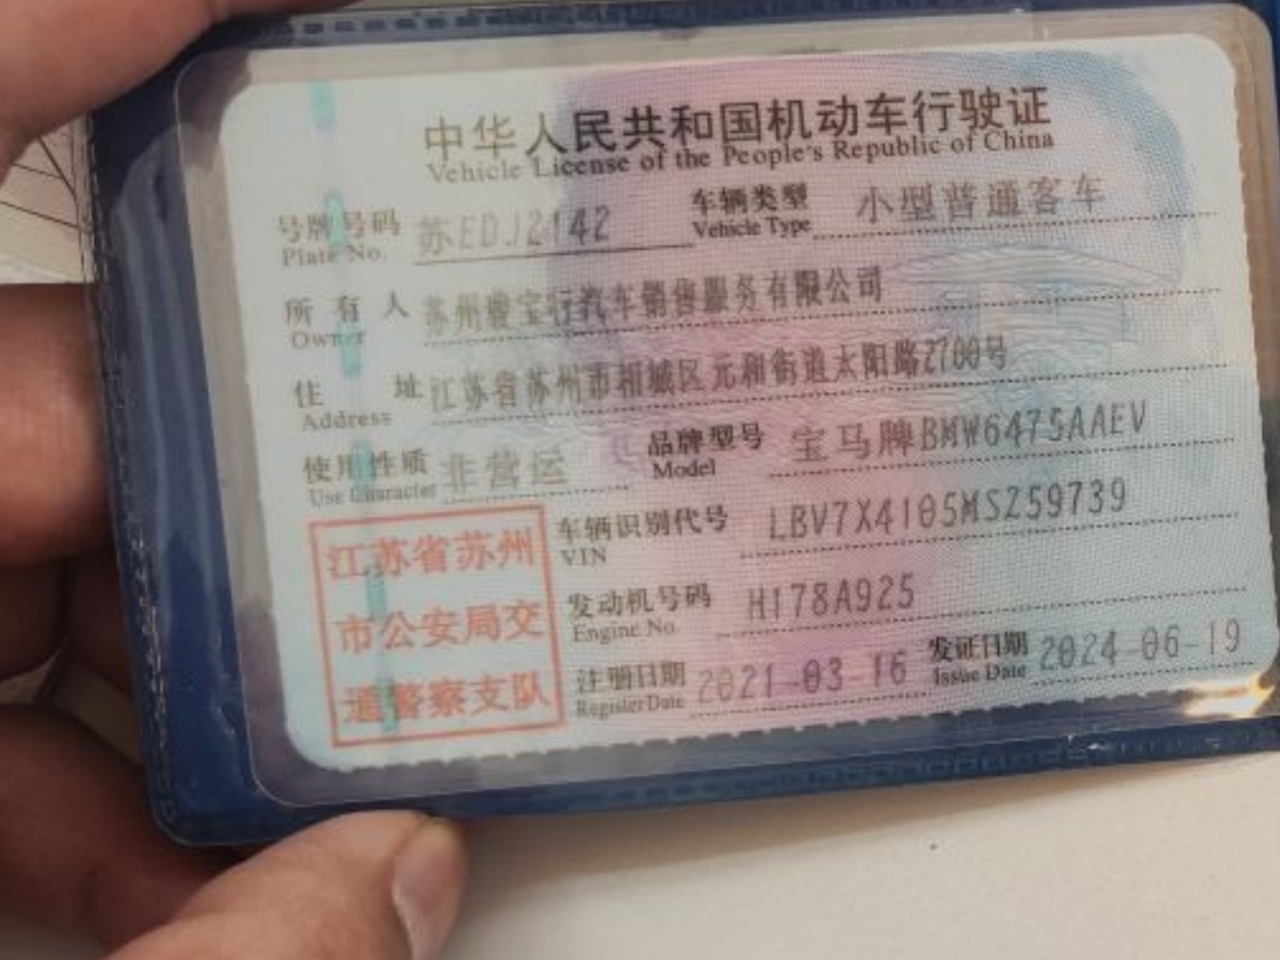 中华人民共和国机动车行驶证
Vehicle License of the People's Republic of China
号牌号码 苏EDJ2142 车辆类型 小型普通客车
Plate No. Vehicle Type
所有人 苏州骏宝行汽车销售服务有限公司
Owner
住址 江苏省苏州市相城区元和街道太阳路2700号
Address
使用性质 非营运 品牌型号 宝马牌BMW6475AAEV
Use Character Model
车辆识别代号 LBV7X4105MSZ59739
VIN
发动机号码 H178A925
Engine No.
注册日期 2021-03-16 发证日期 2024-06-19
Register Date Issue Date
江苏省苏州
市公安局交
通警察支队